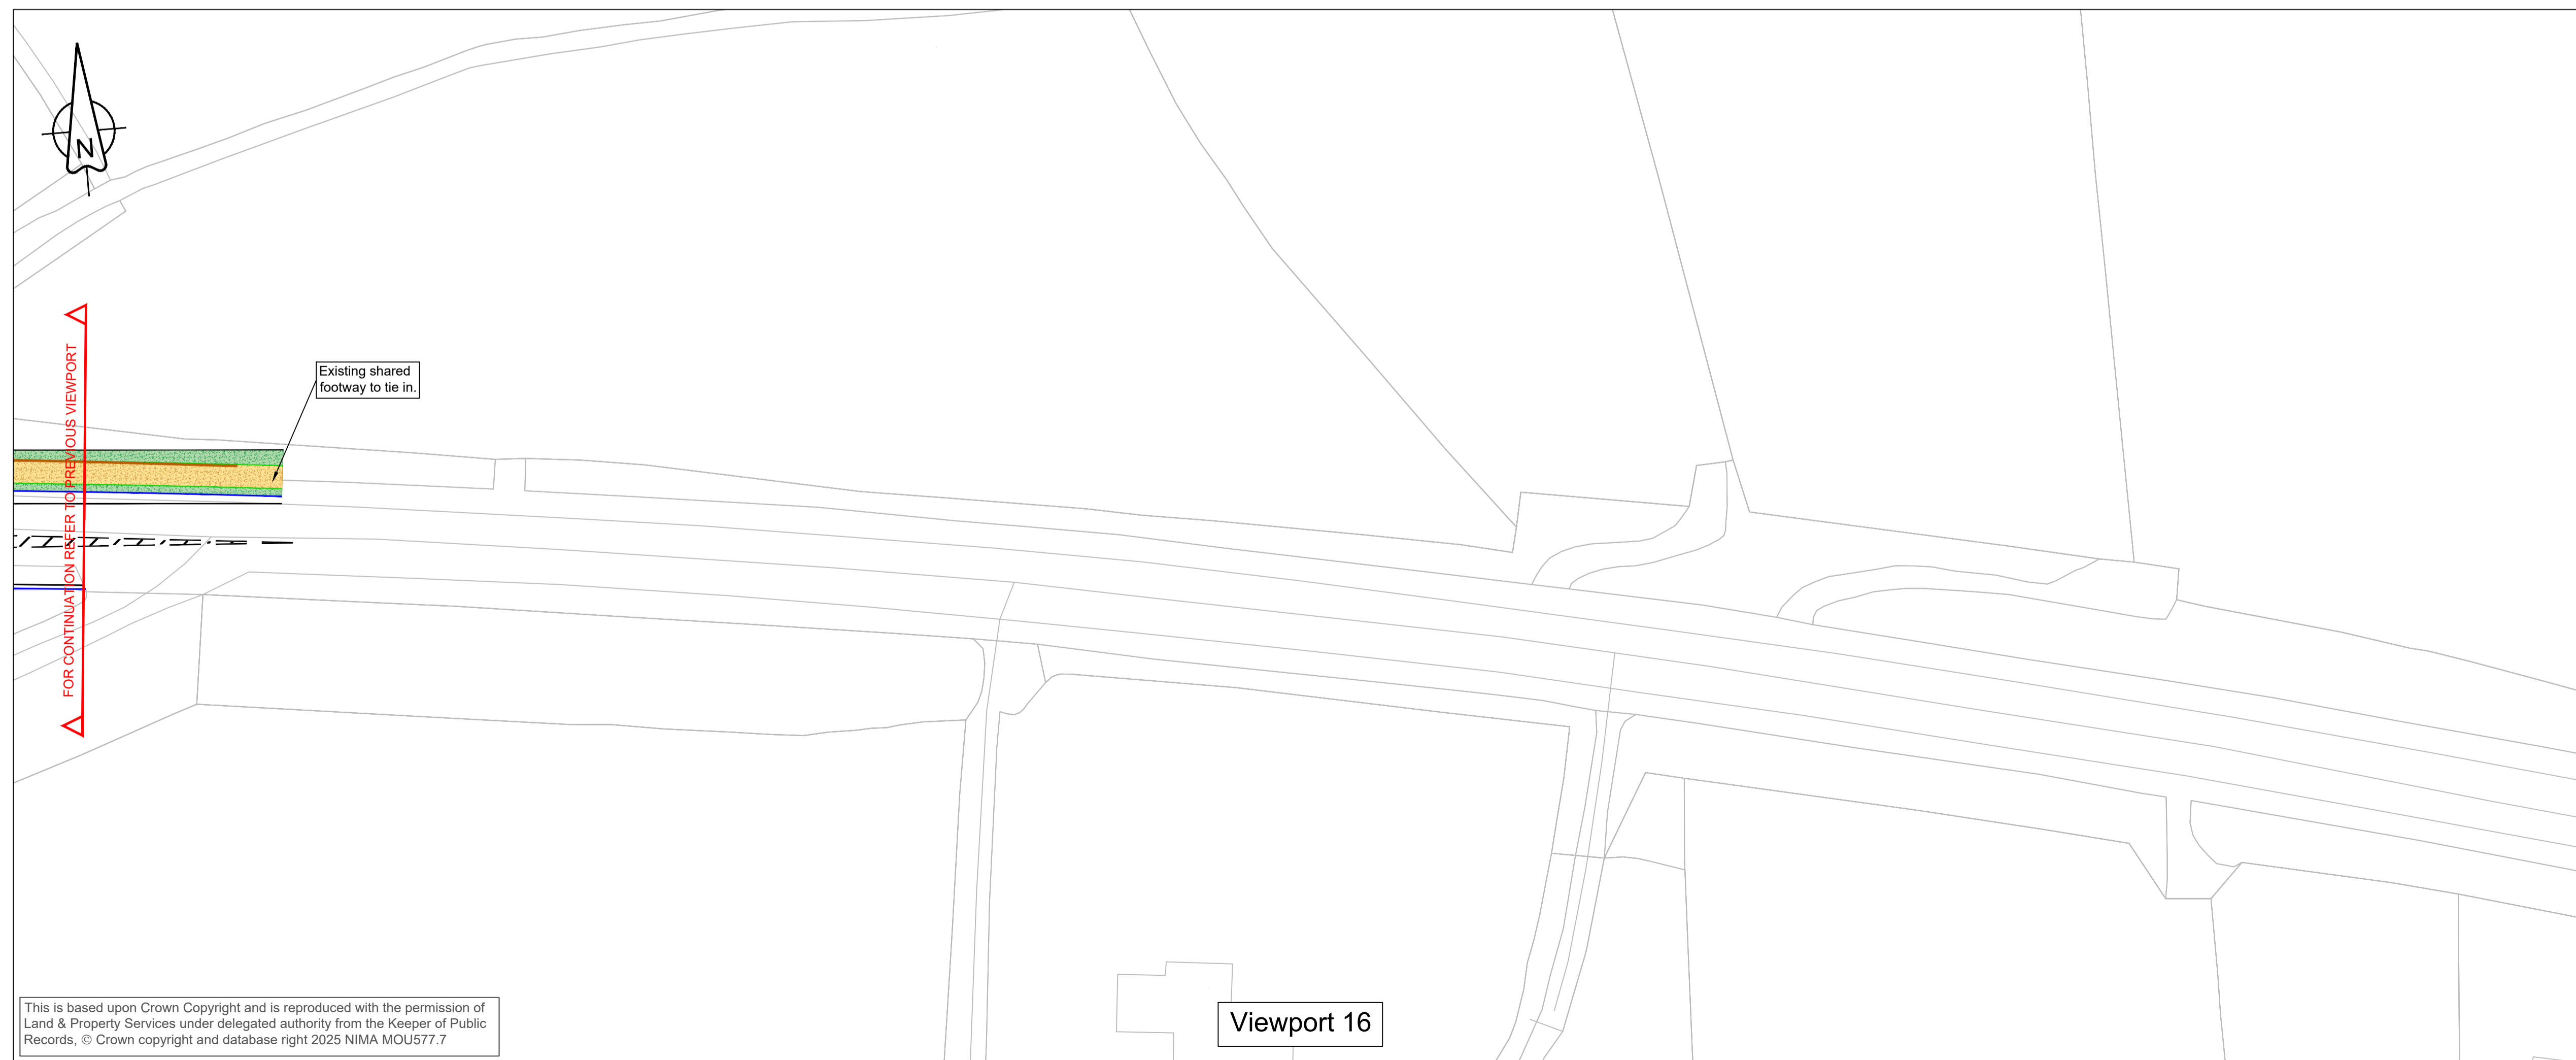 N
Existing shared
footway to tie in.
FOR CONTINUATION REFER TO PREVIOUS VIEWPORT
This is based upon Crown Copyright and is reproduced with the permission of
Land & Property Services under delegated authority from the Keeper of Public
Records, © Crown copyright and database right 2025 NIMA MOU577.7
Viewport 16